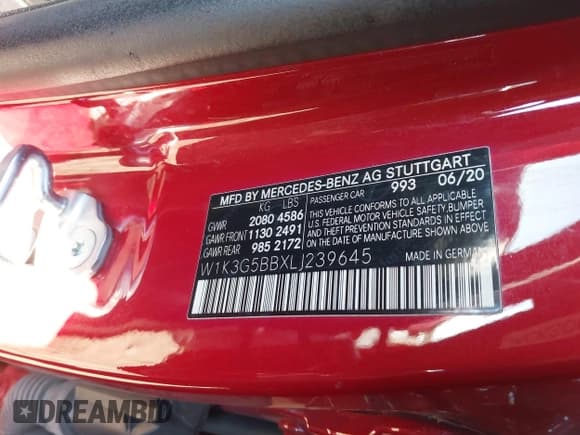 MFD BY MERCEDES-BENZ AG STUTTGART
KG LBS PASSENGER CAR 993 06/20
GVWR 2080 4586
GAWR FRONT 1130 2491
GAWR REAR 985 2172
THIS VEHICLE CONFORMS TO ALL APPLICABLE
U.S. FEDERAL MOTOR VEHICLE SAFETY, BUMPER
AND THEFT PREVENTION STANDARDS IN EFFECT
ON THE DATE OF MANUFACTURE SHOWN ABOVE.
W1K3G5BBXLJ239645 MADE IN GERMANY
DREAMBID